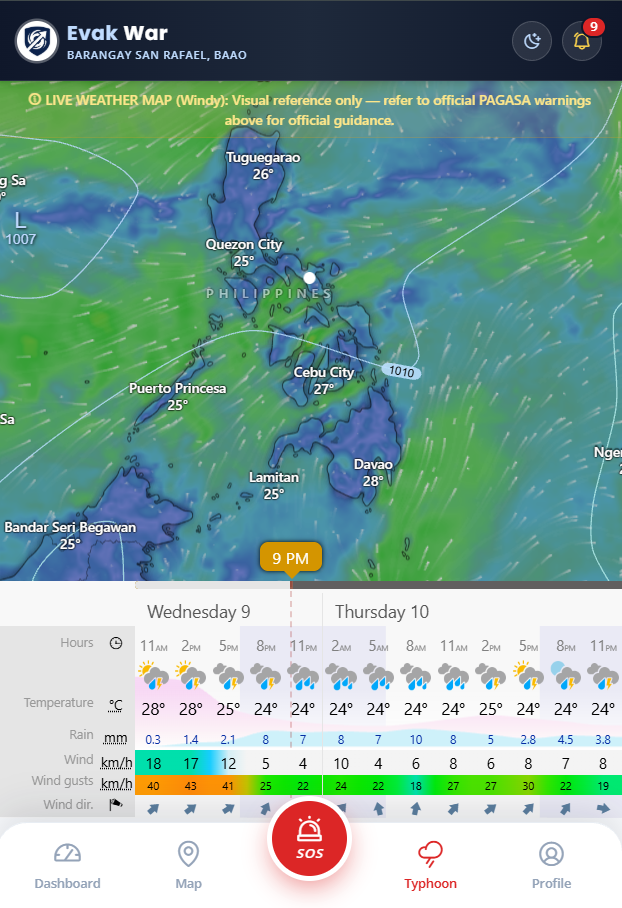 Evak War
BARANGAY SAN RAFAEL, BAAO
9
LIVE WEATHER MAP (Windy): Visual reference only — refer to official PAGASA warnings
above for official guidance.
Tuguegarao
26°
g Sa
L
1007
Quezon City
25°
PHILIPPINES
1010
Cebu City
27°
Puerto Princesa
25°
Sa
Davao
28°
Lamitan
25°
Nger
Bandar Seri Begawan
25°
9 PM
Wednesday 9 Thursday 10
Hours 11AM 2PM 5PM 8PM 11PM 2AM 5AM 8AM 11AM 2PM 5PM 8PM 11PM
Temperature °C 28° 28° 25° 24° 24° 24° 24° 24° 24° 25° 24° 24° 24°
Rain mm 0.3 1.4 2.1 8 7 8 7 10 8 5 2.8 4.5 3.8
Wind km/h 18 17 12 5 4 10 4 6 8 6 8 7 8
Wind gusts km/h 40 43 41 25 22 24 22 18 27 27 30 22 19
Wind dir.
SOS
Dashboard Map Typhoon Profile